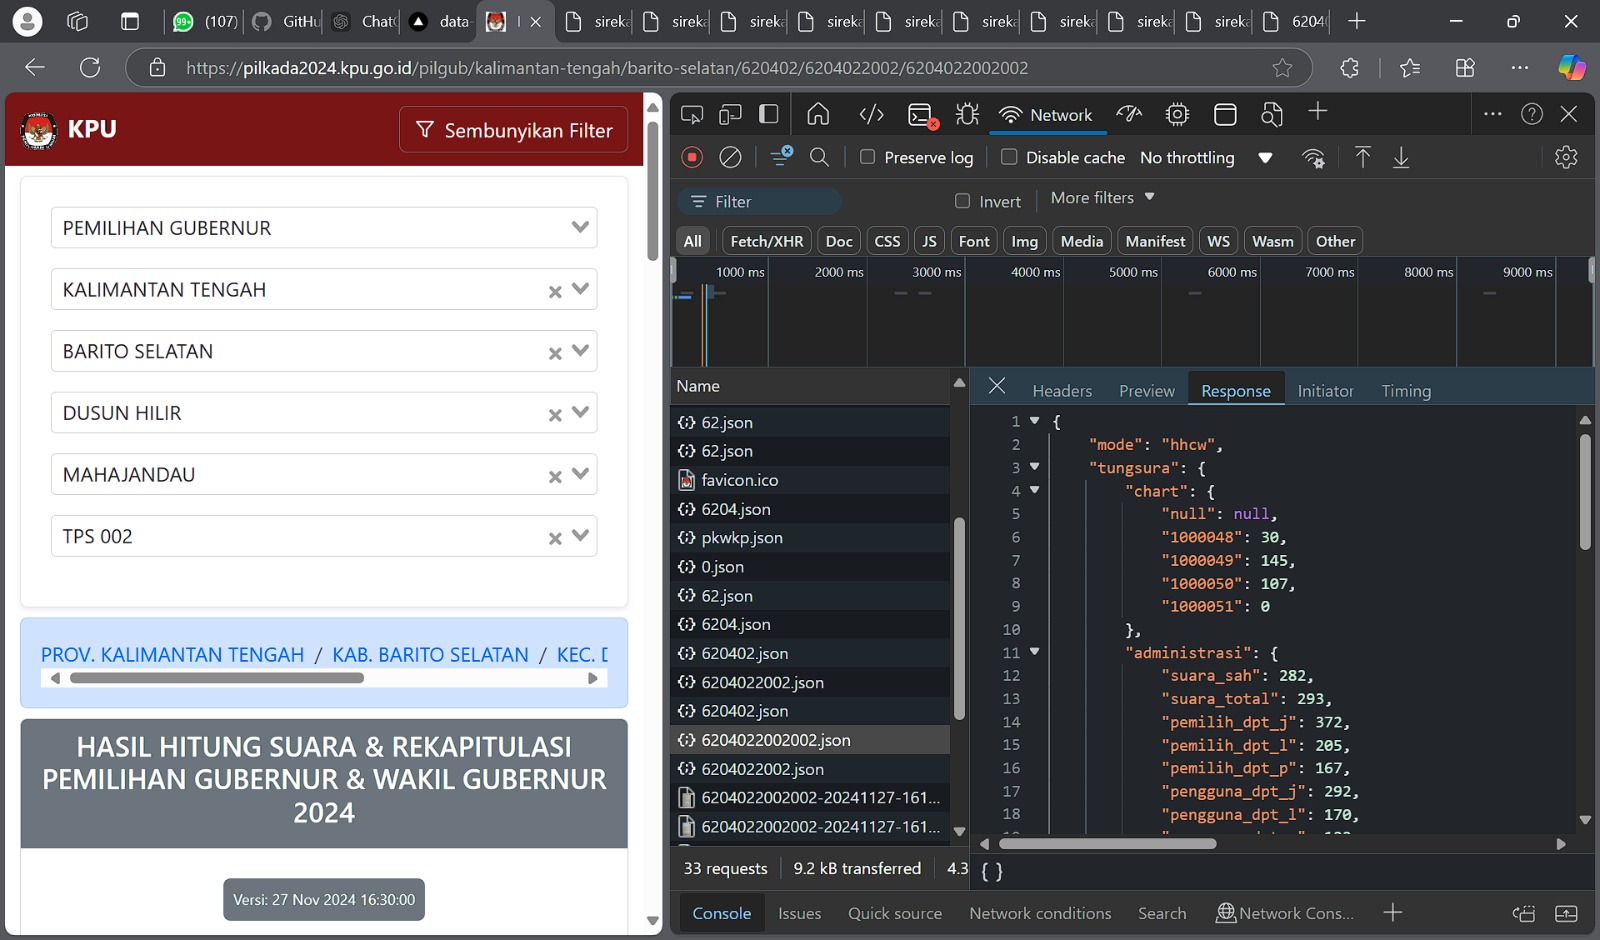 (107)
GitHu
ChatG
data-
sireka
sireka
sireka
sireka
sireka
sireka
sireka
sireka
sireka
6204
https://pilkada2024.kpu.go.id/pilgub/kalimantan-tengah/barito-selatan/620402/6204022002/6204022002002
KPU
Sembunyikan Filter
PEMILIHAN GUBERNUR
KALIMANTAN TENGAH
BARITO SELATAN
DUSUN HILIR
MAHAJANDAU
TPS 002
PROV. KALIMANTAN TENGAH / KAB. BARITO SELATAN / KEC. D
HASIL HITUNG SUARA & REKAPITULASI
PEMILIHAN GUBERNUR & WAKIL GUBERNUR
2024
Versi: 27 Nov 2024 16:30:00
Network
Preserve log
Disable cache
No throttling
Filter
Invert
More filters
All
Fetch/XHR
Doc
CSS
JS
Font
Img
Media
Manifest
WS
Wasm
Other
1000 ms
2000 ms
3000 ms
4000 ms
5000 ms
6000 ms
7000 ms
8000 ms
9000 ms
Name
62.json
62.json
favicon.ico
6204.json
pkwkp.json
0.json
62.json
6204.json
620402.json
6204022002.json
620402.json
6204022002002.json
6204022002.json
6204022002002-20241127-161...
6204022002002-20241127-161...
33 requests
9.2 kB transferred
4.3
Headers
Preview
Response
Initiator
Timing
1 {
2 "mode": "hhcw",
3 "tungsura": {
4 "chart": {
5 "null": null,
6 "1000048": 30,
7 "1000049": 145,
8 "1000050": 107,
9 "1000051": 0
10 },
11 "administrasi": {
12 "suara_sah": 282,
13 "suara_total": 293,
14 "pemilih_dpt_j": 372,
15 "pemilih_dpt_l": 205,
16 "pemilih_dpt_p": 167,
17 "pengguna_dpt_j": 292,
18 "pengguna_dpt_l": 170,
{ }
Console
Issues
Quick source
Network conditions
Search
Network Cons...